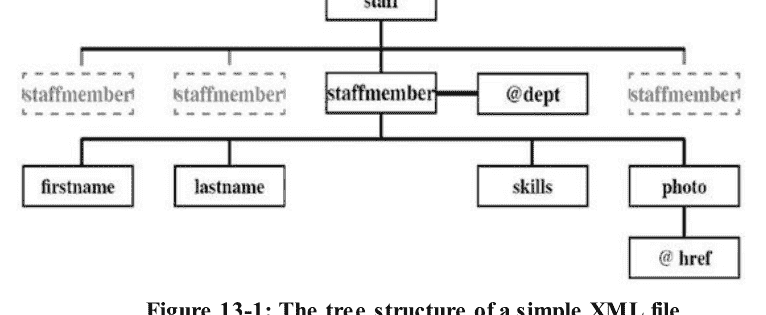 staff
staffmember staffmember staffmember @dept staffmember
firstname lastname skills photo
@ href
Figure 13-1: The tree structure of a simple XML file